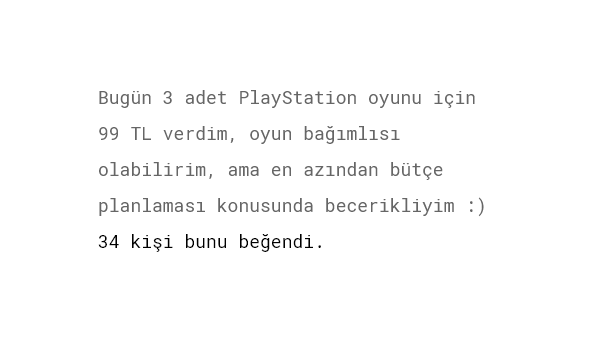 Bugün 3 adet PlayStation oyunu için
99 TL verdim, oyun bağımlısı
olabilirim, ama en azından bütçe
planlaması konusunda becerikliyim :)
34 kişi bunu beğendi.